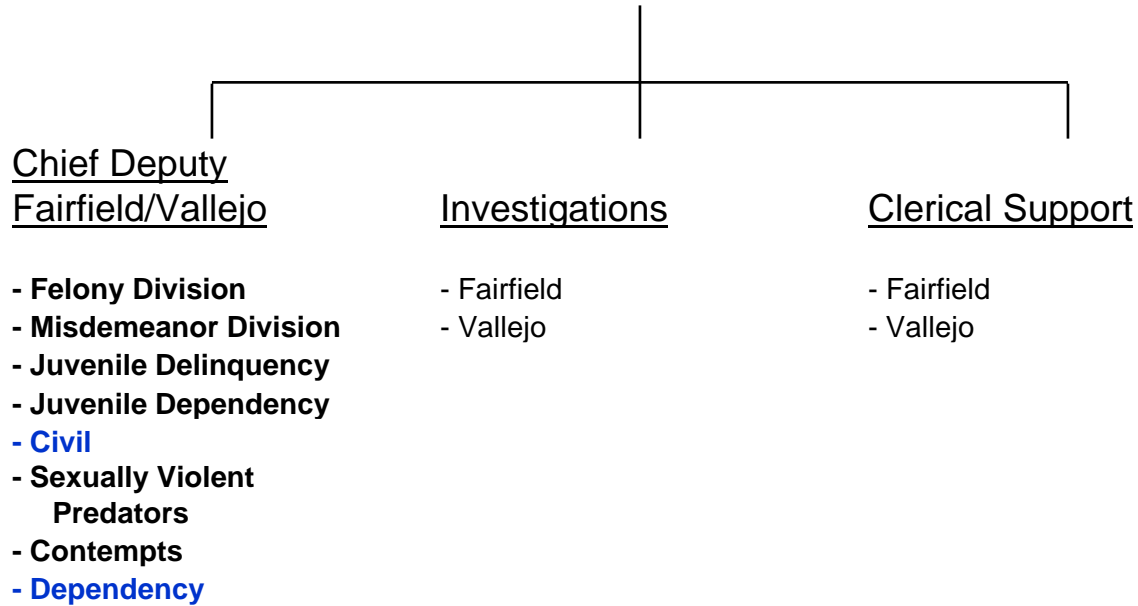 Chief Deputy
Fairfield/Vallejo
- Felony Division
- Misdemeanor Division
- Juvenile Delinquency
- Juvenile Dependency
- Civil
- Sexually Violent
Predators
- Contempts
- Dependency
Investigations
- Fairfield
- Vallejo
Clerical Support
- Fairfield
- Vallejo